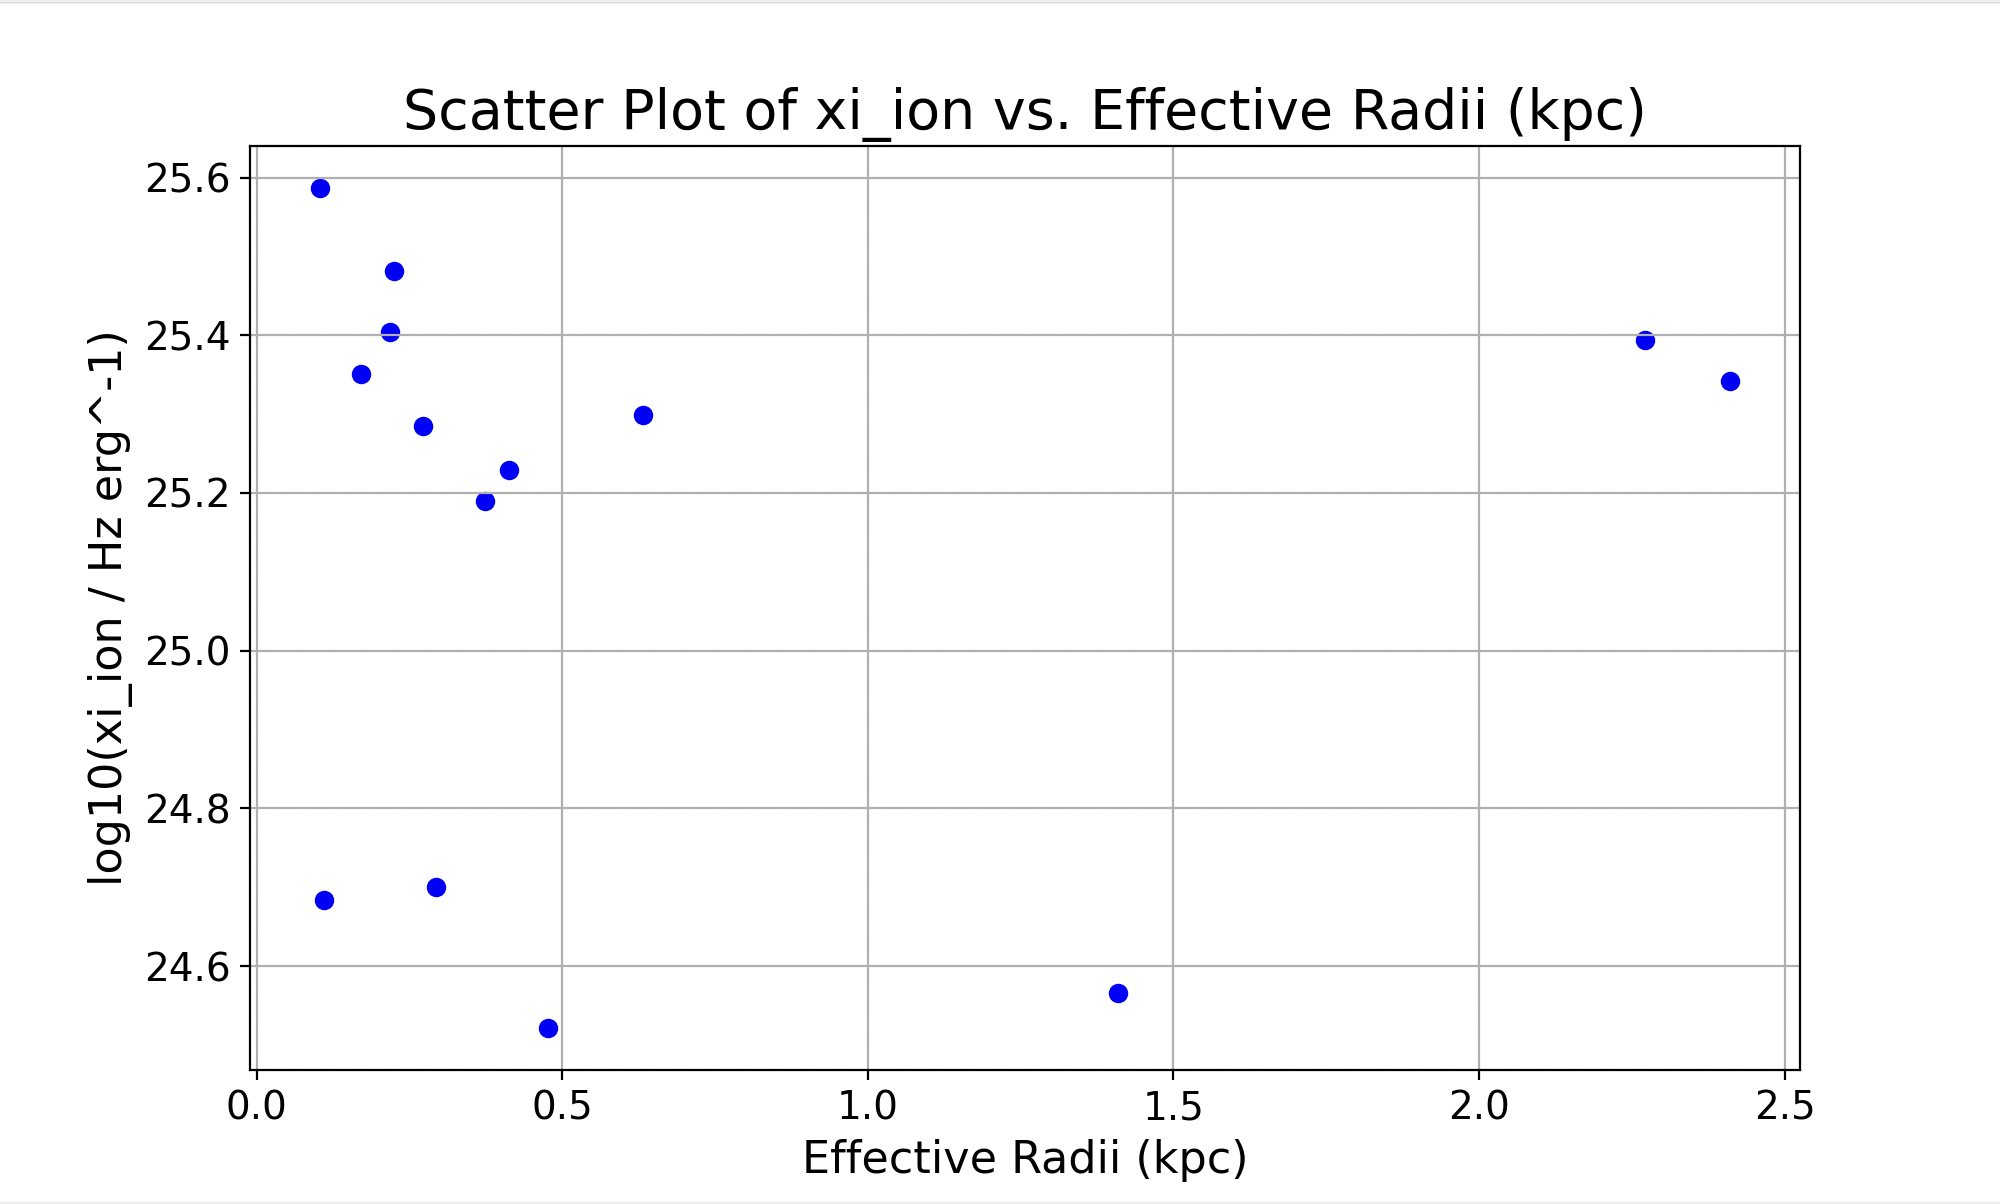 Scatter Plot of xi_ion vs. Effective Radii (kpc)
log10(xi_ion / Hz erg^-1)
25.6
25.4
25.2
25.0
24.8
24.6
0.0 0.5 1.0 1.5 2.0 2.5
Effective Radii (kpc)